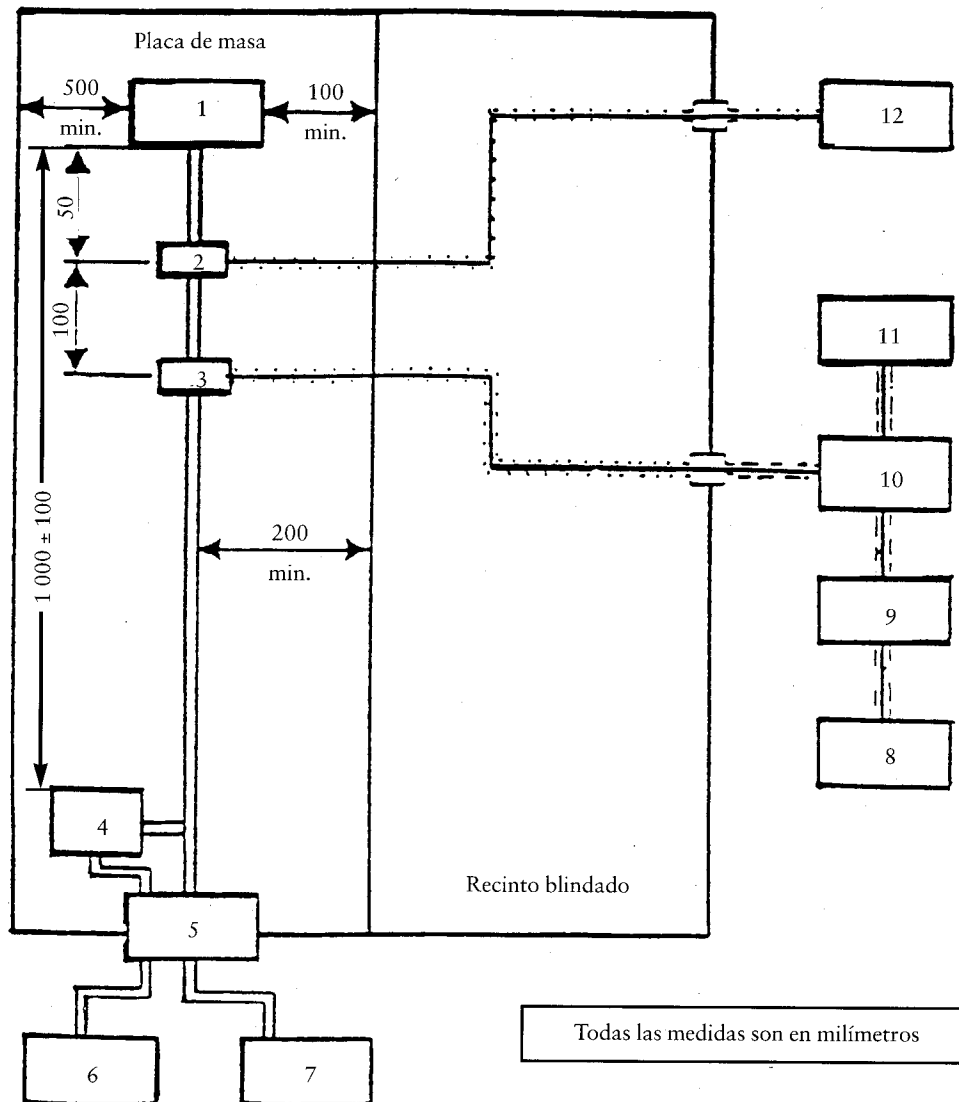 Placa de masa
500
min.
1
100
min.
12
50
2
100
3
11
10
1 000 ± 100
200
min.
9
8
4
Recinto blindado
5
Todas las medidas son en milímetros
6
7